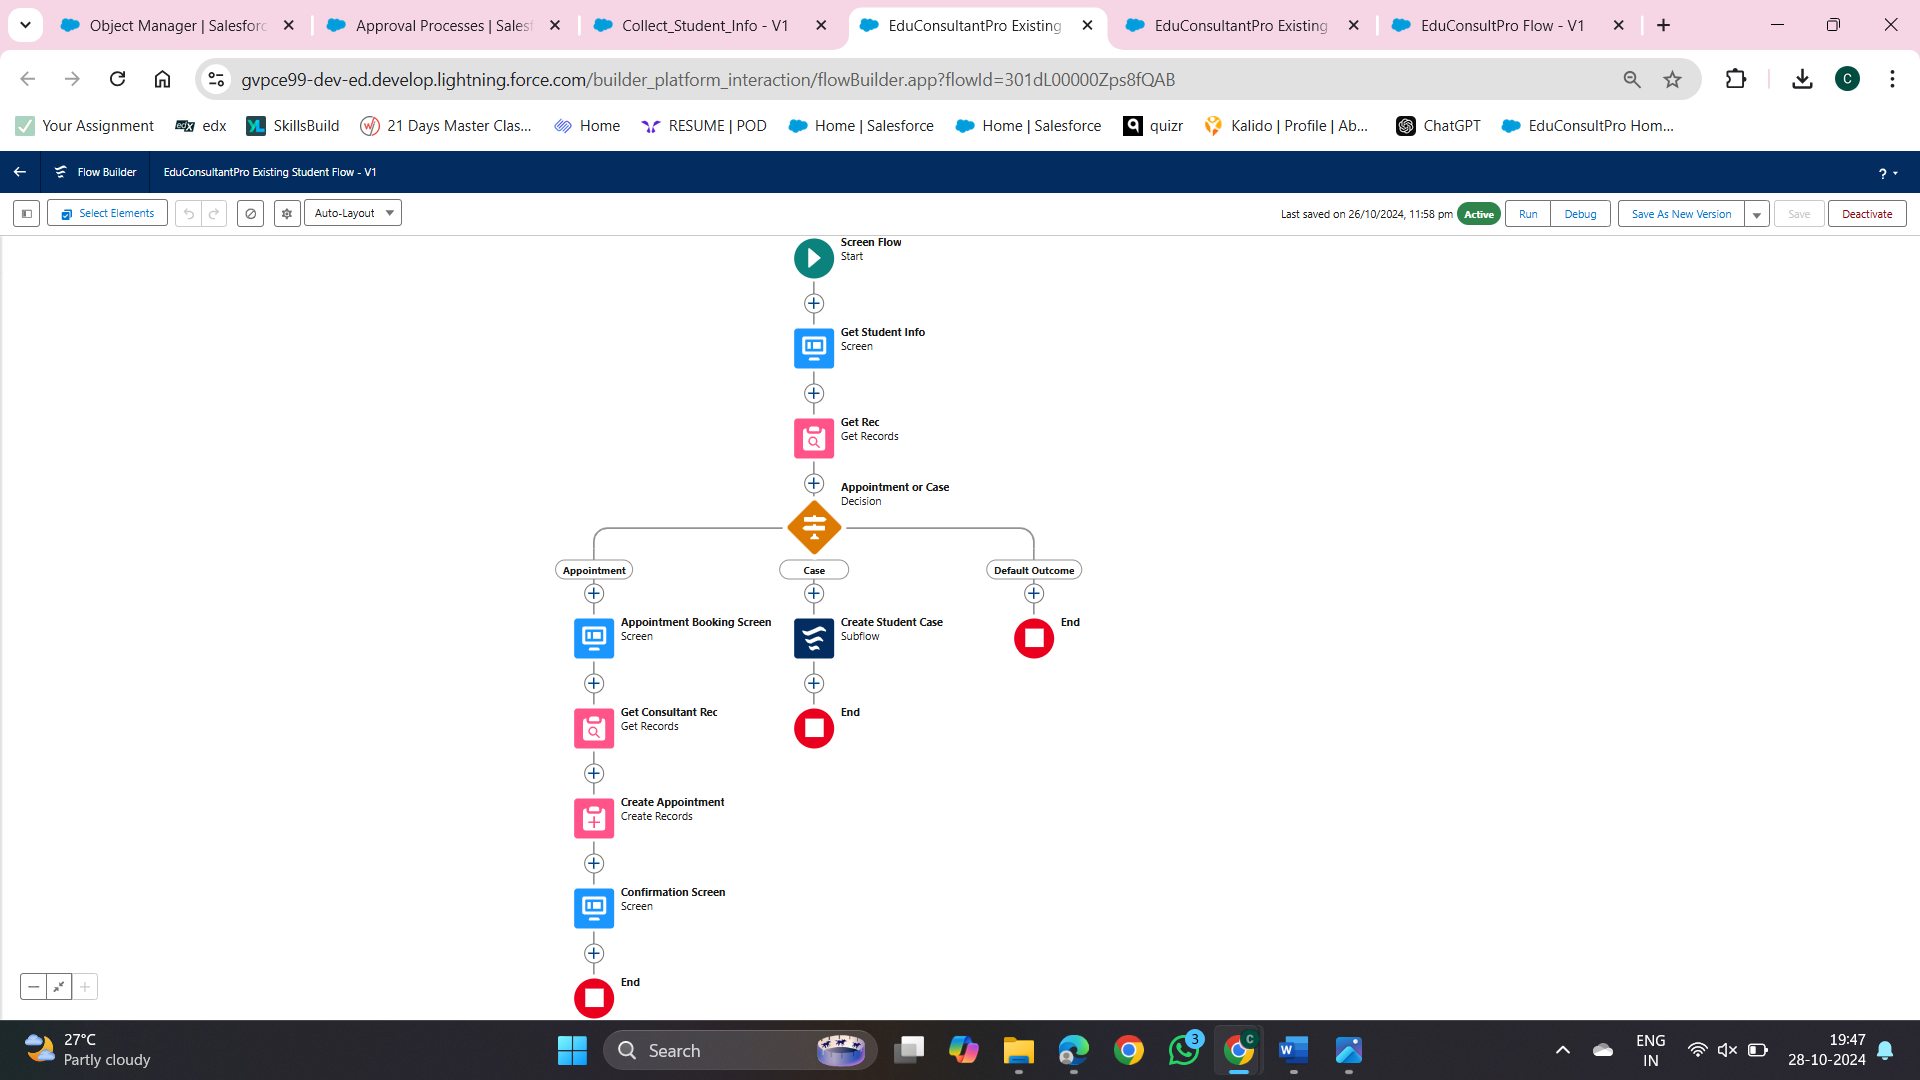 Object Manager | Salesforc
Approval Processes | Salesf
Collect_Student_Info - V1
EduConsultantPro Existing
EduConsultantPro Existing
EduConsultPro Flow - V1
gvpce99-dev-ed.develop.lightning.force.com/builder_platform_interaction/flowBuilder.app?flowId=301dL00000Zps8fQAB
C
Your Assignment
edX
edx
YL
SkillsBuild
21 Days Master Clas...
Home
RESUME | POD
Home | Salesforce
Home | Salesforce
quizr
Kalido | Profile | Ab...
ChatGPT
EduConsultPro Hom...
Flow Builder
EduConsultantPro Existing Student Flow - V1
?
Select Elements
Auto-Layout
Last saved on 26/10/2024, 11:58 pm
Active
Run
Debug
Save As New Version
Save
Deactivate
Screen Flow
Start
Get Student Info
Screen
Get Rec
Get Records
Appointment or Case
Decision
Appointment
Case
Default Outcome
Appointment Booking Screen
Screen
Create Student Case
Subflow
End
Get Consultant Rec
Get Records
End
Create Appointment
Create Records
Confirmation Screen
Screen
End
27°C
Partly cloudy
Search
3
C
W
ENG
IN
19:47
28-10-2024